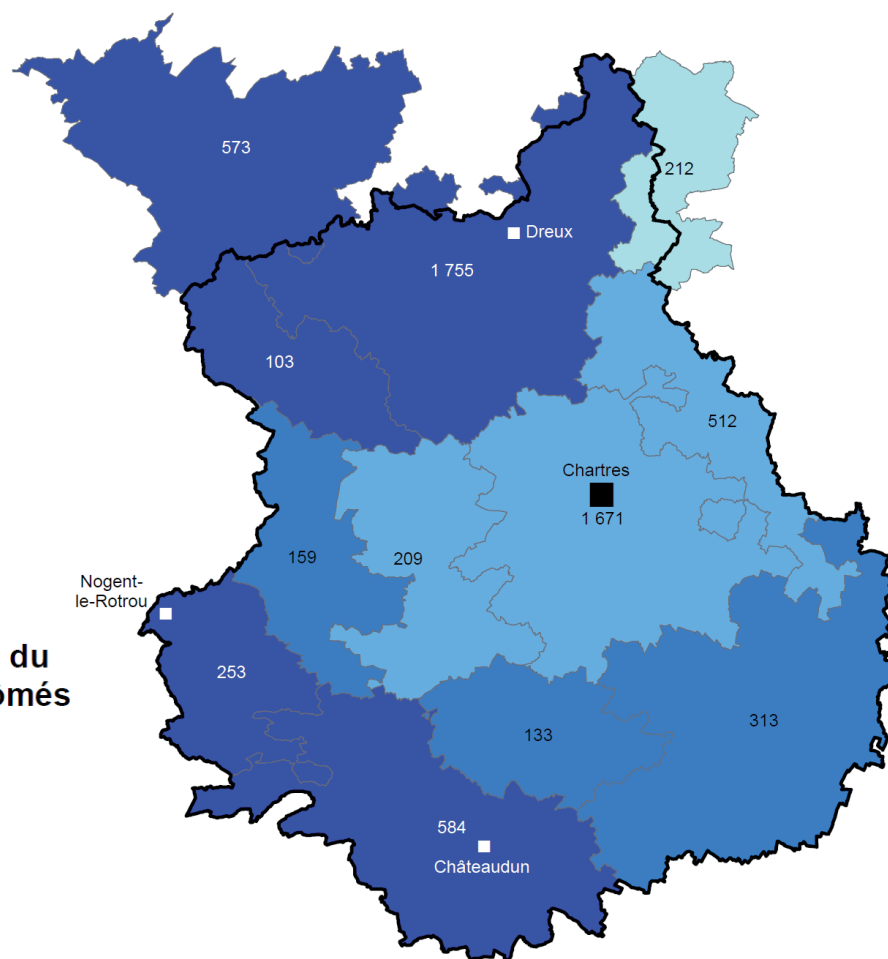 573
212
Dreux
1 755
103
512
Chartres
1 671
159
209
Nogent-
le-Rotrou
du
253
ômés
313
133
584
Châteaudun